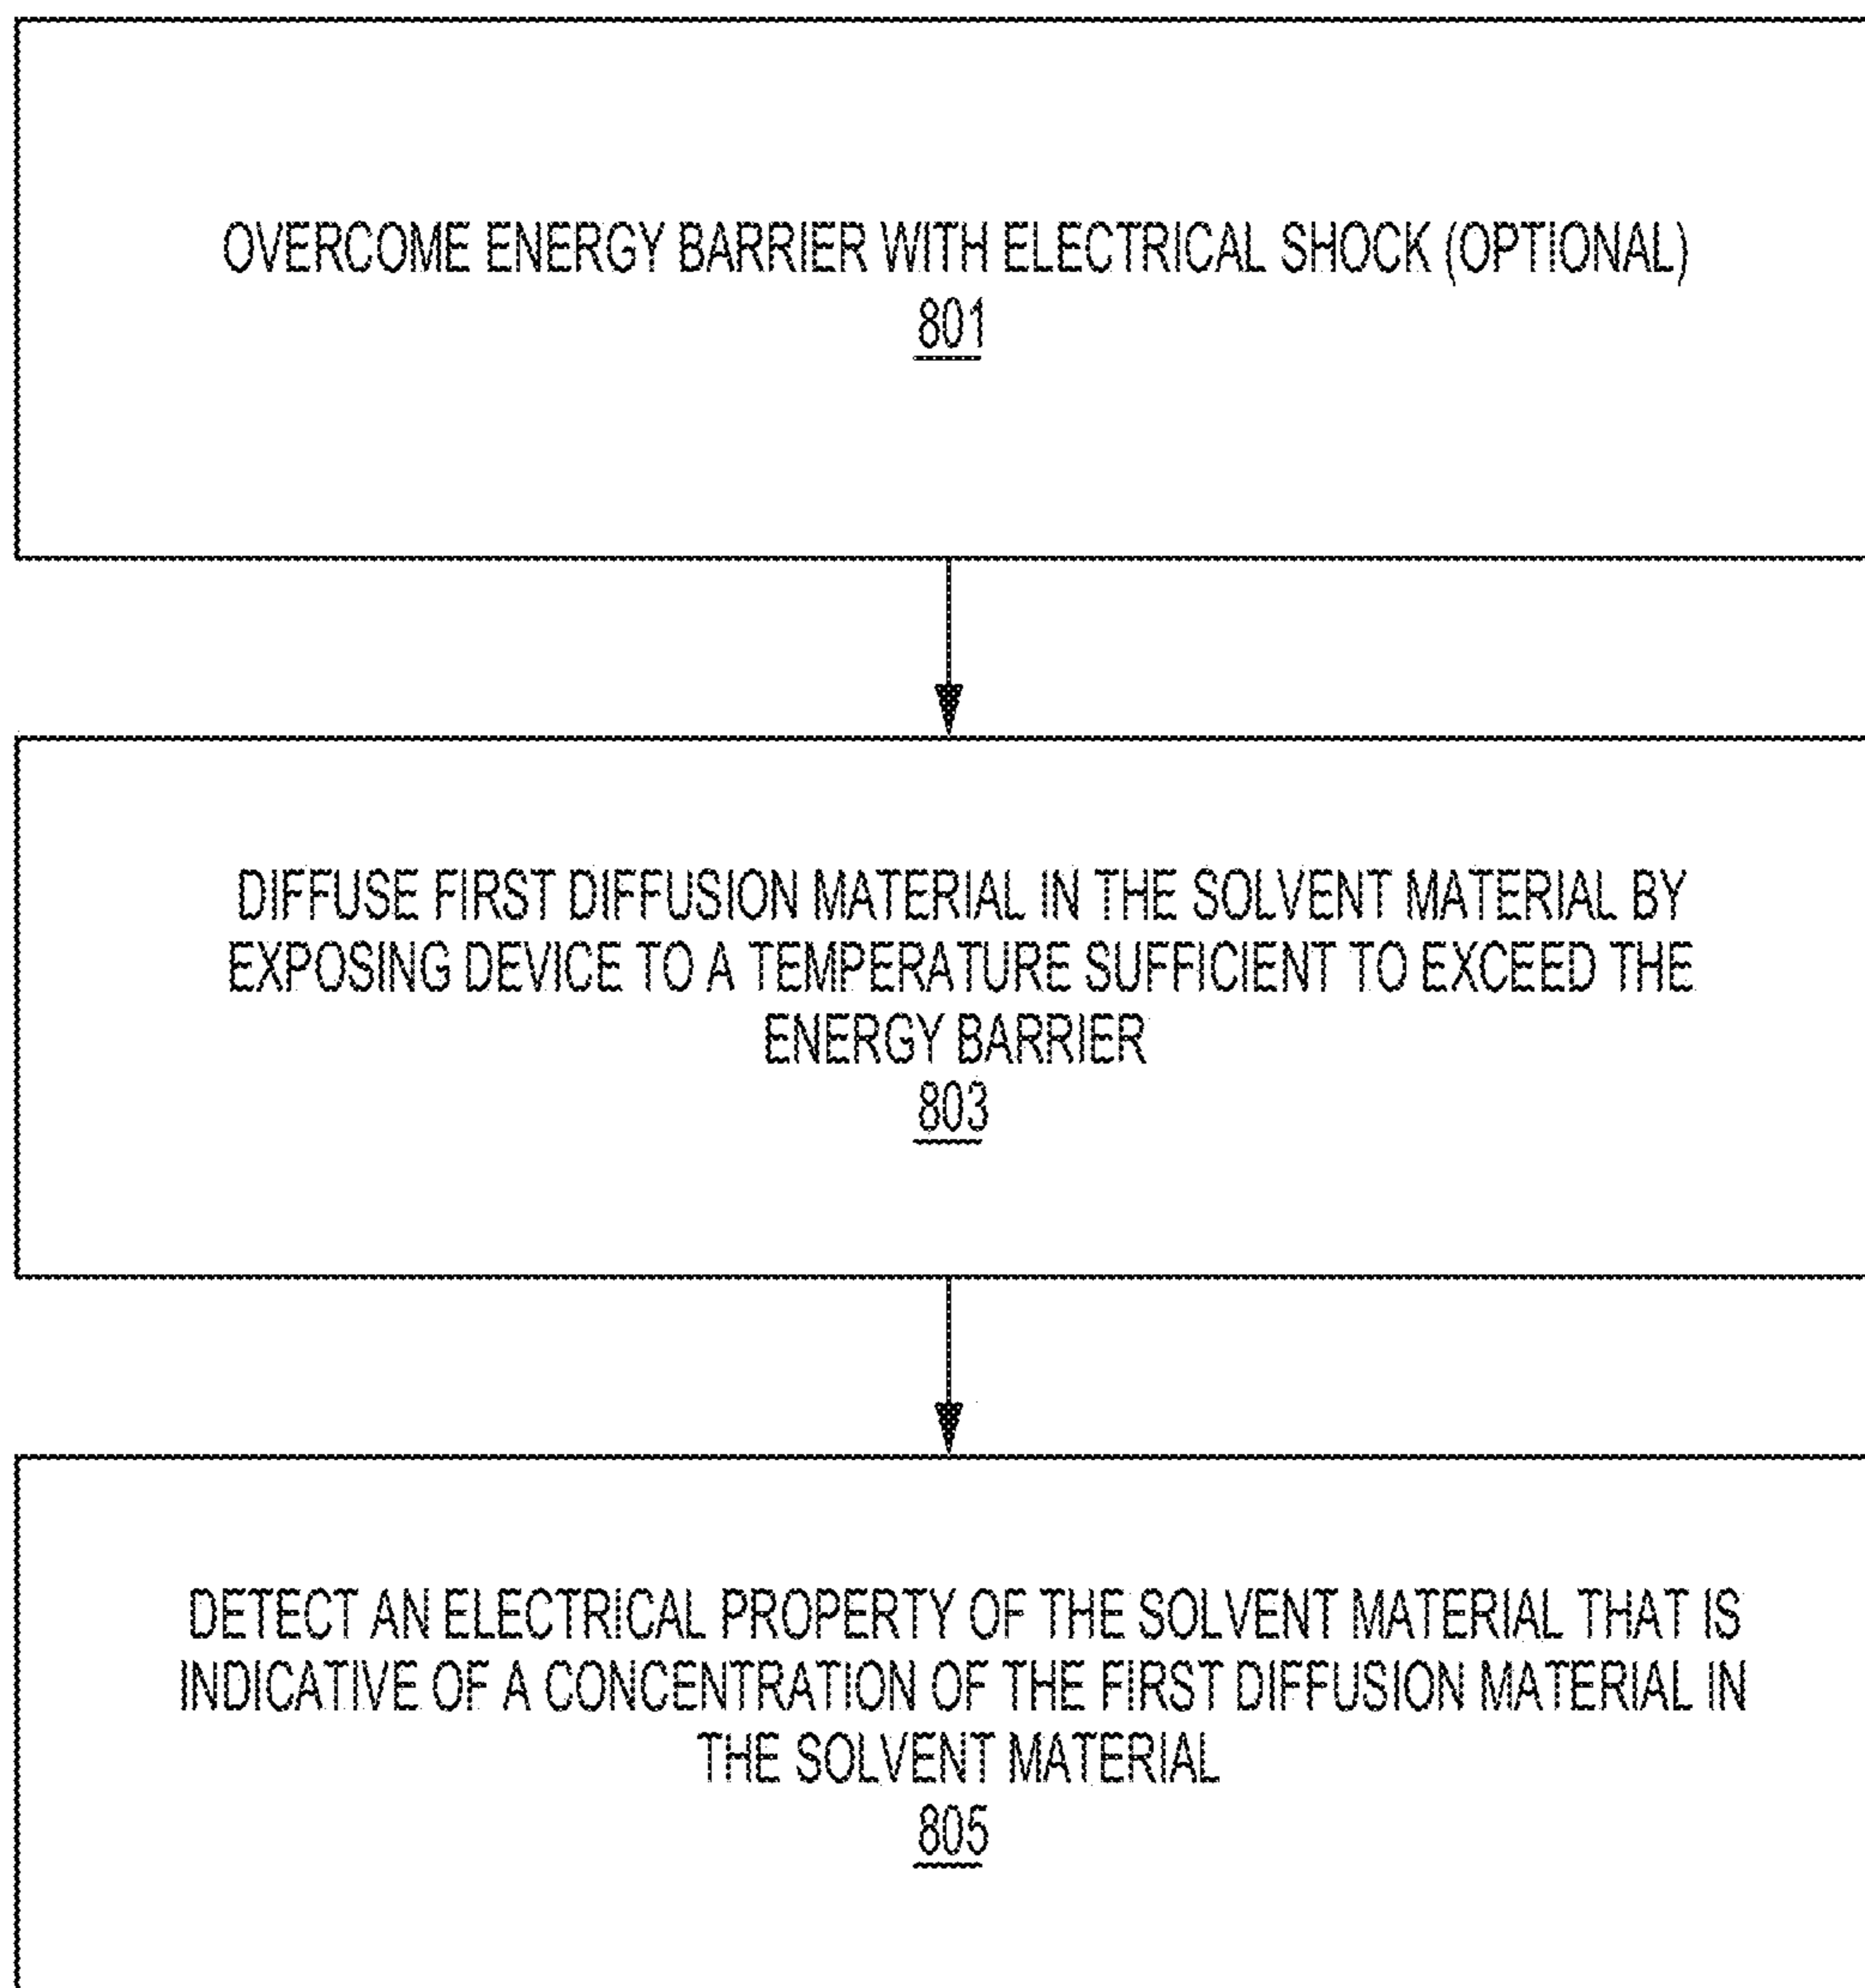 OVERCOME ENERGY BARRIER WITH ELECTRICAL SHOCK (OPTIONAL)
801
DIFFUSE FIRST DIFFUSION MATERIAL IN THE SOLVENT MATERIAL BY
EXPOSING DEVICE TO A TEMPERATURE SUFFICIENT TO EXCEED THE
ENERGY BARRIER
803
DETECT AN ELECTRICAL PROPERTY OF THE SOLVENT MATERIAL THAT IS
INDICATIVE OF A CONCENTRATION OF THE FIRST DIFFUSION MATERIAL IN
THE SOLVENT MATERIAL
805